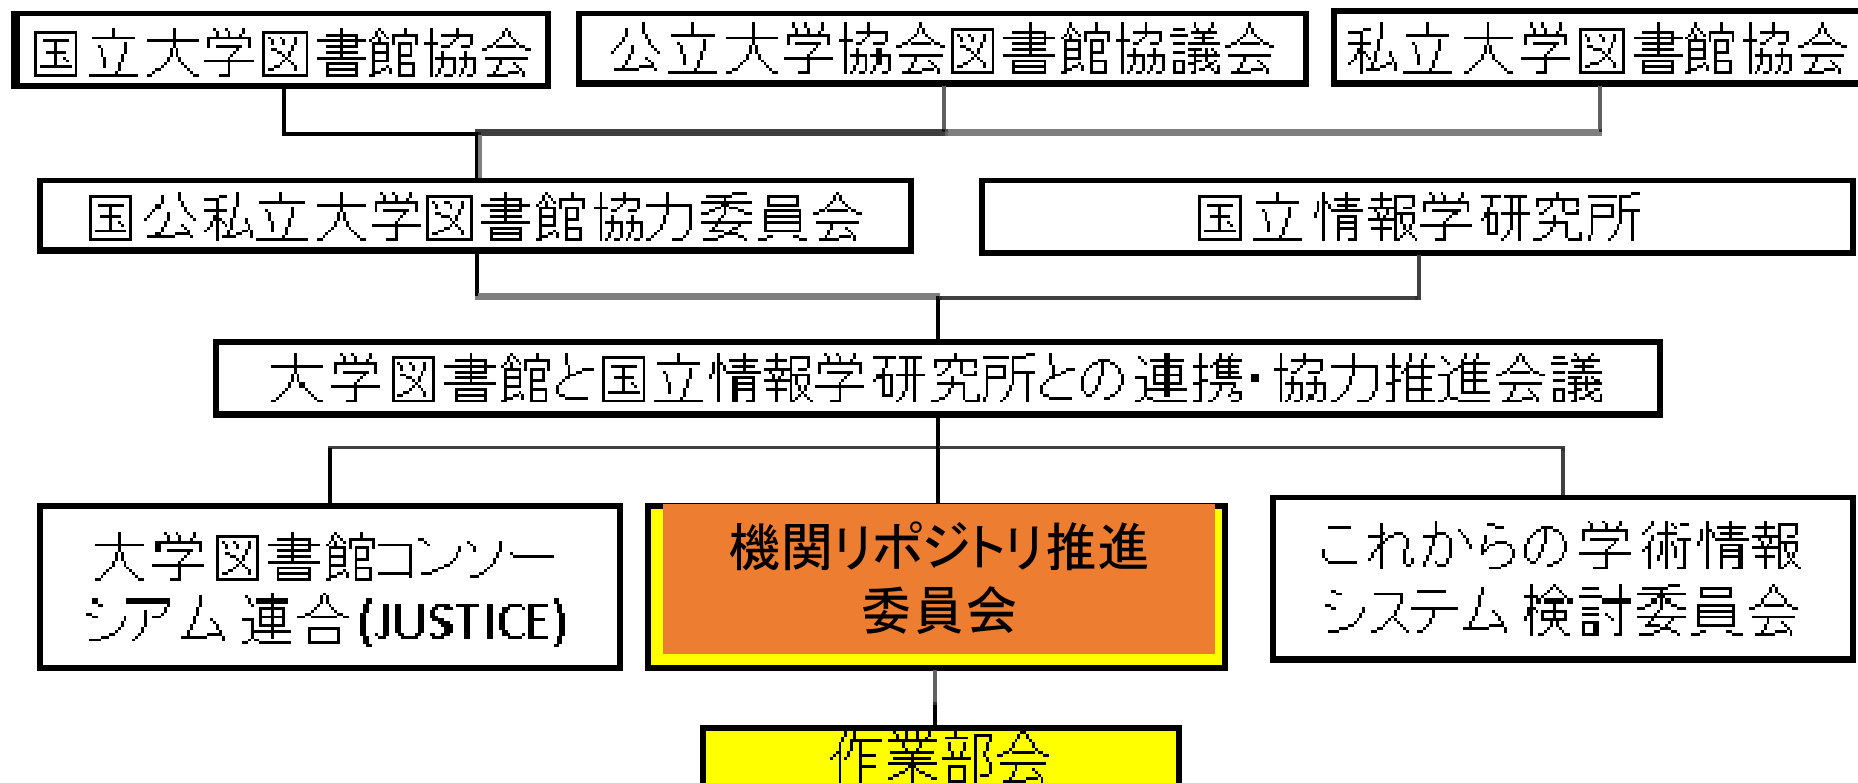 国立大学図書館協会
公立大学協会図書館協議会
私立大学図書館協会
国公私立大学図書館協力委員会
国立情報学研究所
大学図書館と国立情報学研究所との連携・協力推進会議
大学図書館コンソー
シアム連合(JUSTICE)
機関リポジトリ推進
委員会
これからの学術情報
システム検討委員会
作業部会